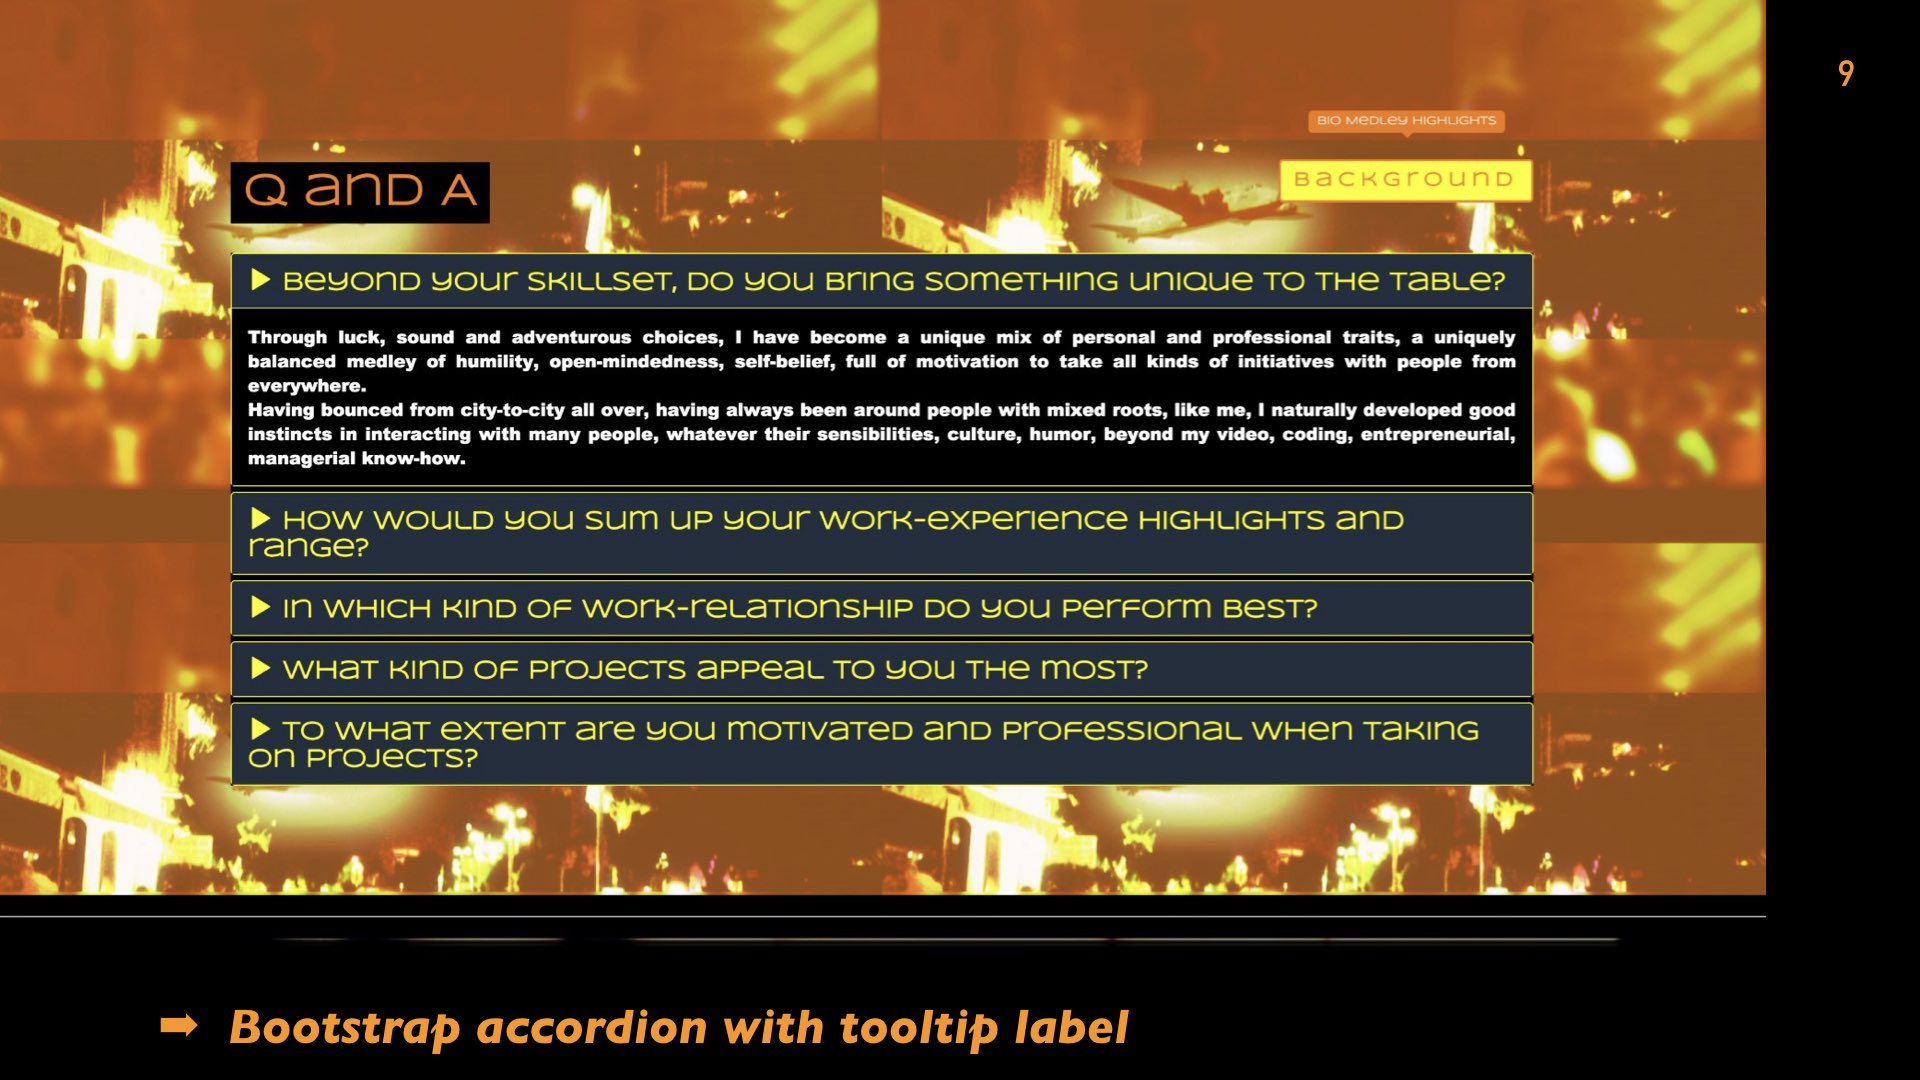 9
BIO MEDLEY HIGHLIGHTS
Q and A
Background
▶ Beyond your skillset, do you bring something unique to the table?
Through luck, sound and adventurous choices, I have become a unique mix of personal and professional traits, a uniquely
balanced medley of humility, open-mindedness, self-belief, full of motivation to take all kinds of initiatives with people from
everywhere.
Having bounced from city-to-city all over, having always been around people with mixed roots, like me, I naturally developed good
instincts in interacting with many people, whatever their sensibilities, culture, humor, beyond my video, coding, entrepreneurial,
managerial know-how.
▶ How would you sum up your work-experience highlights and
range?
▶ In which kind of work-relationship do you perform best?
▶ What kind of projects appeal to you the most?
▶ To what extent are you motivated and professional when taking
on projects?
➡ Bootstrap accordion with tooltip label